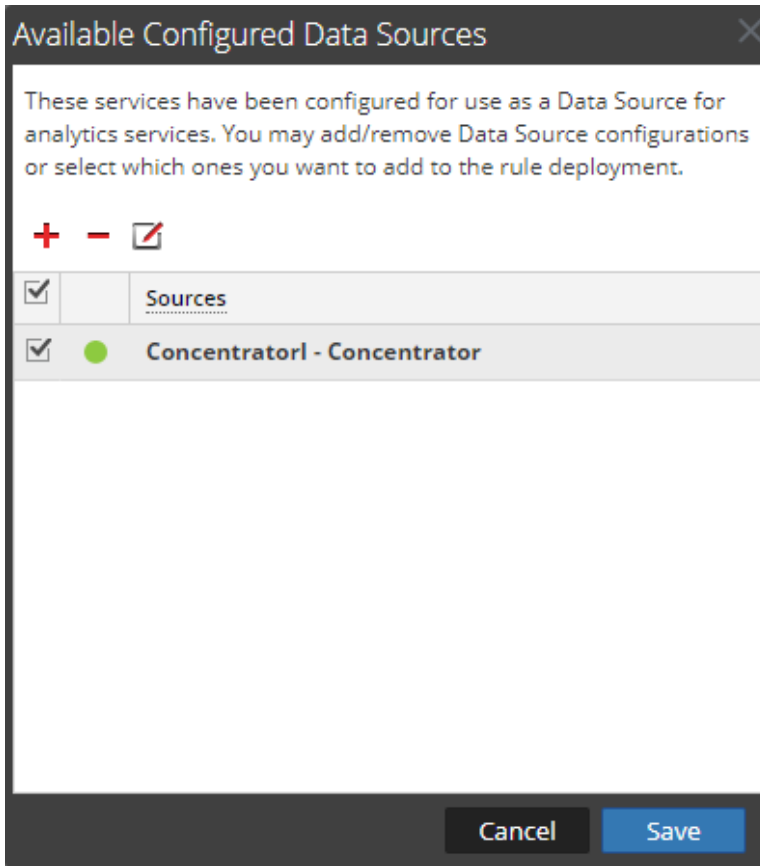 Available Configured Data Sources
These services have been configured for use as a Data Source for
analytics services. You may add/remove Data Source configurations
or select which ones you want to add to the rule deployment.
Sources
Concentratorl - Concentrator
Cancel
Save